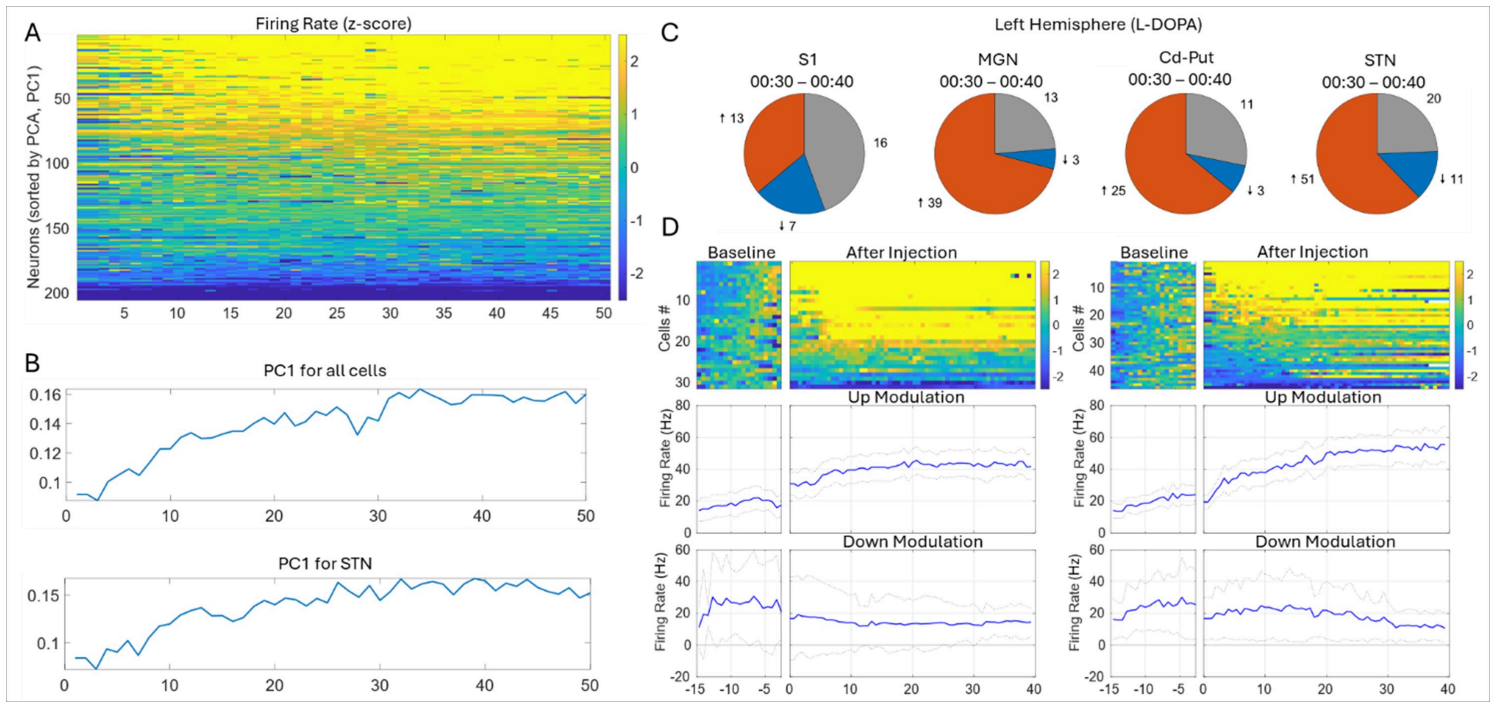 A
Firing Rate (z-score)
Neurons (sorted by PCA, PC1)
50
100
150
200
5 10 15 20 25 30 35 40 45 50
2
1
0
-1
-2
B
PC1 for all cells
0.16
0.14
0.12
0.1
0 10 20 30 40 50
PC1 for STN
0.15
0.1
0 10 20 30 40 50
C
Left Hemisphere (L-DOPA)
S1
00:30 – 00:40
↑ 13
16
↓ 7
MGN
00:30 – 00:40
13
↓ 3
↑ 39
Cd-Put
00:30 – 00:40
11
↓ 3
↑ 25
STN
00:30 – 00:40
20
↓ 11
↑ 51
D
Baseline
After Injection
Cells #
10
20
30
2
1
0
-1
-2
Up Modulation
Firing Rate (Hz)
80
60
40
20
0
Down Modulation
Firing Rate (Hz)
60
40
20
0
-20
-15 -10 -5 0 10 20 30 40
Baseline
After Injection
Cells #
10
20
30
40
2
1
0
-1
-2
Up Modulation
Firing Rate (Hz)
80
60
40
20
0
Down Modulation
Firing Rate (Hz)
60
40
20
0
-20
-15 -10 -5 0 10 20 30 40